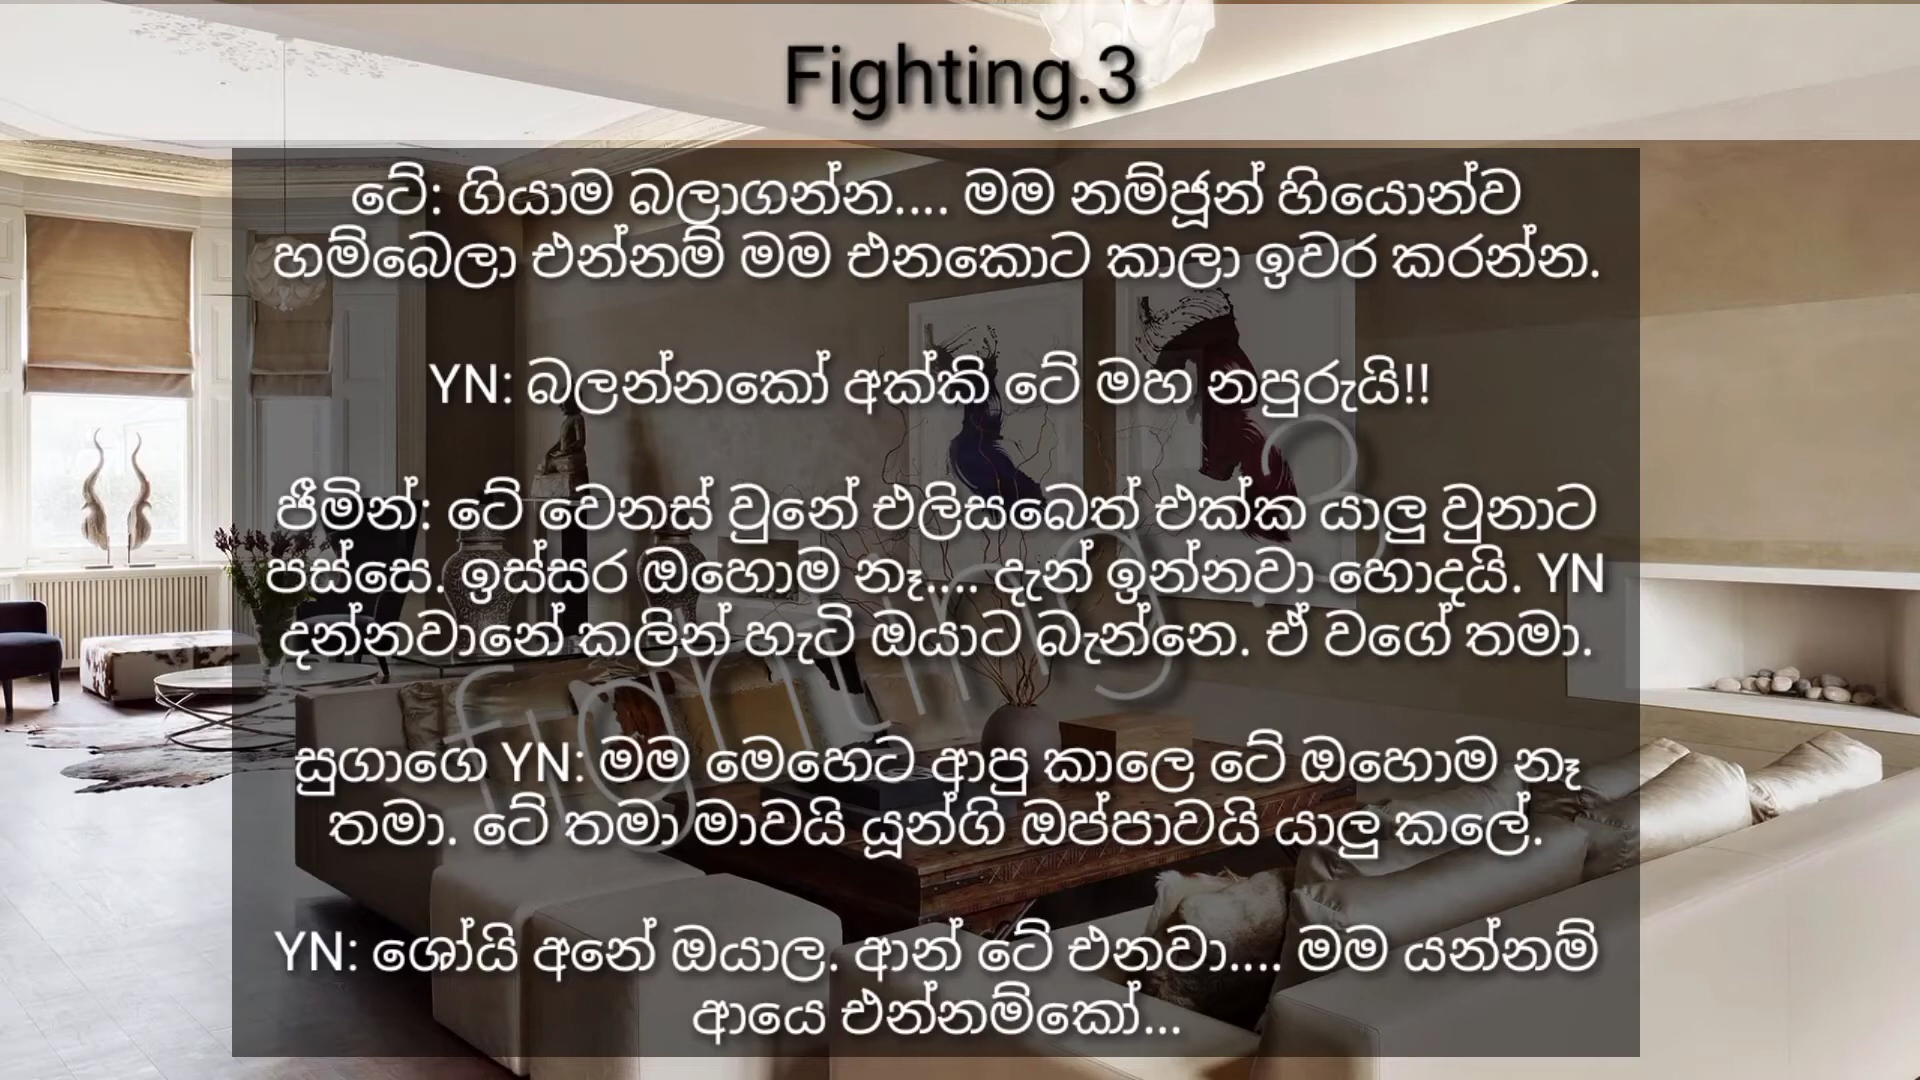 Fighting.3
ටේ: ගියාම බලාගන්න.... මම නම්ජූන් හියොන්ව
හම්බෙලා එන්නම් මම එනකොට කාලා ඉවර කරන්න.
YN: බලන්නකෝ අක්කි ටේ මහ නපුරුයි!!
ජීමින්: ටේ වෙනස් වුනේ එලිසබෙත් එක්ක යාලු වුනාට
පස්සෙ. ඉස්සර ඔහොම නෑ.... දැන් ඉන්නවා හොදයි. YN
දන්නවානේ කලින් හැටි ඔයාට බැන්නෙ. ඒ වගේ තමා.
සුගාගෙ YN: මම මෙහෙට ආපු කාලෙ ටේ ඔහොම නෑ
තමා. ටේ තමා මාවයි යූන්ගි ඔප්පාවයි යාලු කලේ.
YN: ශෝයි අනේ ඔයාල. ආන් ටේ එනවා.... මම යන්නම්
ආයෙ එන්නම්කෝ...